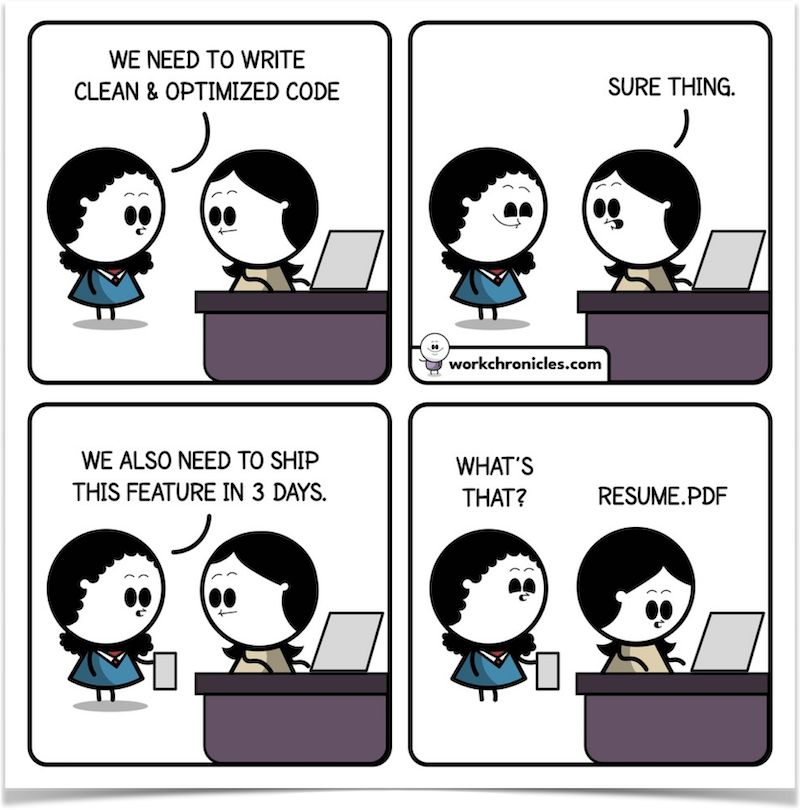 WE NEED TO WRITE
CLEAN & OPTIMIZED CODE
SURE THING.
workchronicles.com
WE ALSO NEED TO SHIP
THIS FEATURE IN 3 DAYS.
WHAT'S
THAT?
RESUME.PDF